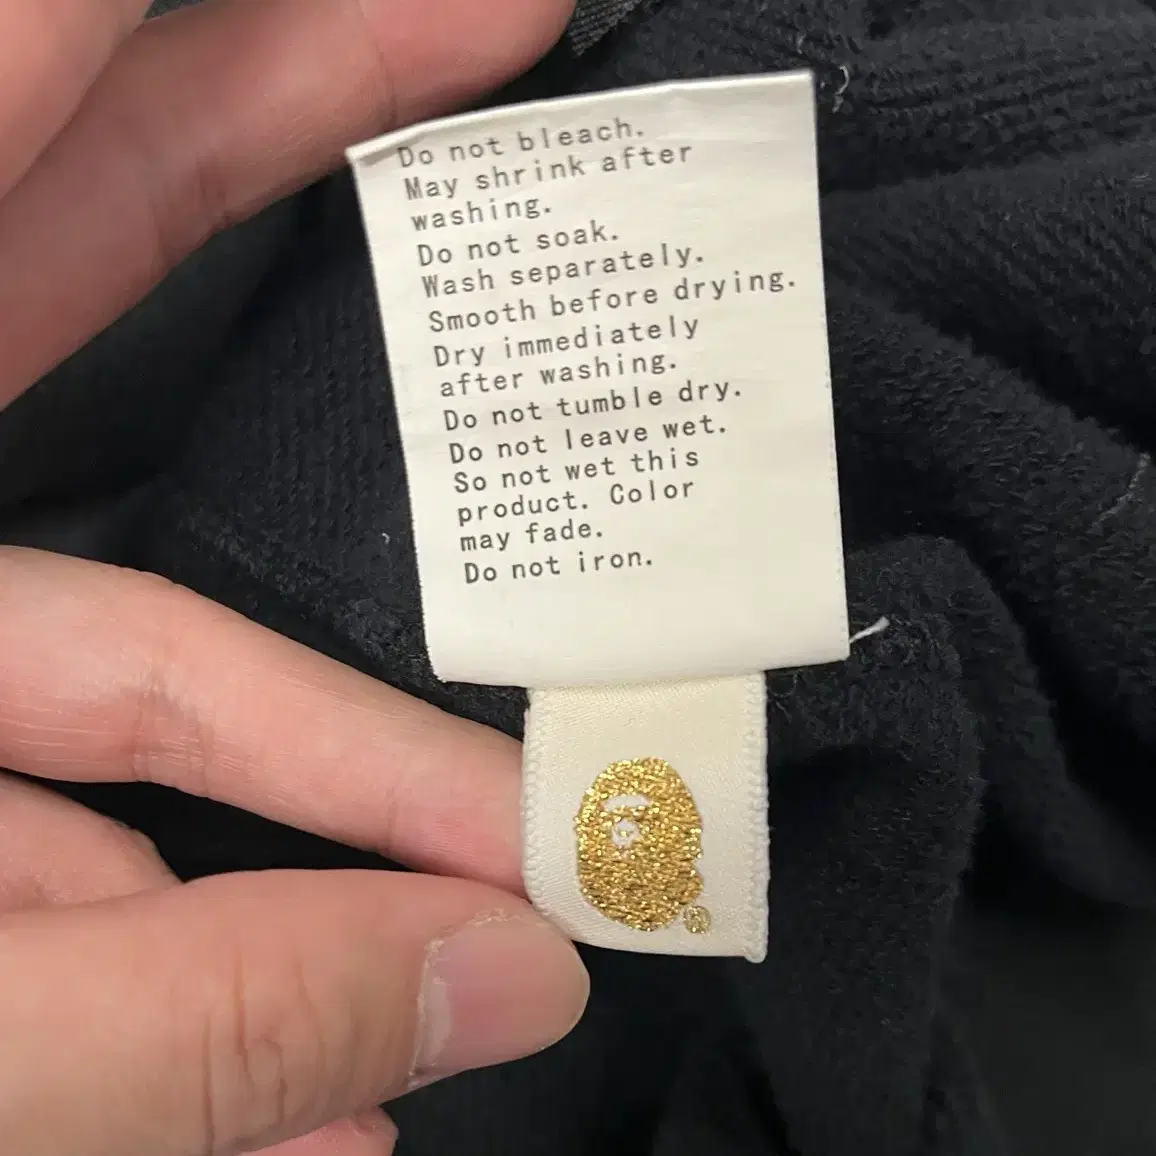 Do not bleach.
May shrink after
washing.
Do not soak.
Wash separately.
Smooth before drying.
Dry immediately
after washing.
Do not tumble dry.
Do not leave wet.
So not wet this
product. Color
may fade.
Do not iron.